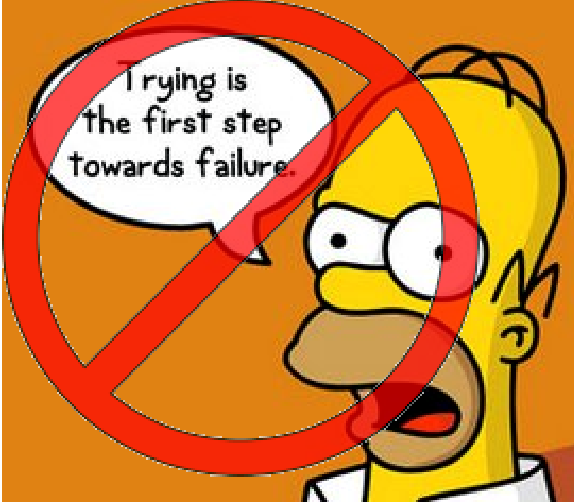 Trying is
the first step
towards failure.